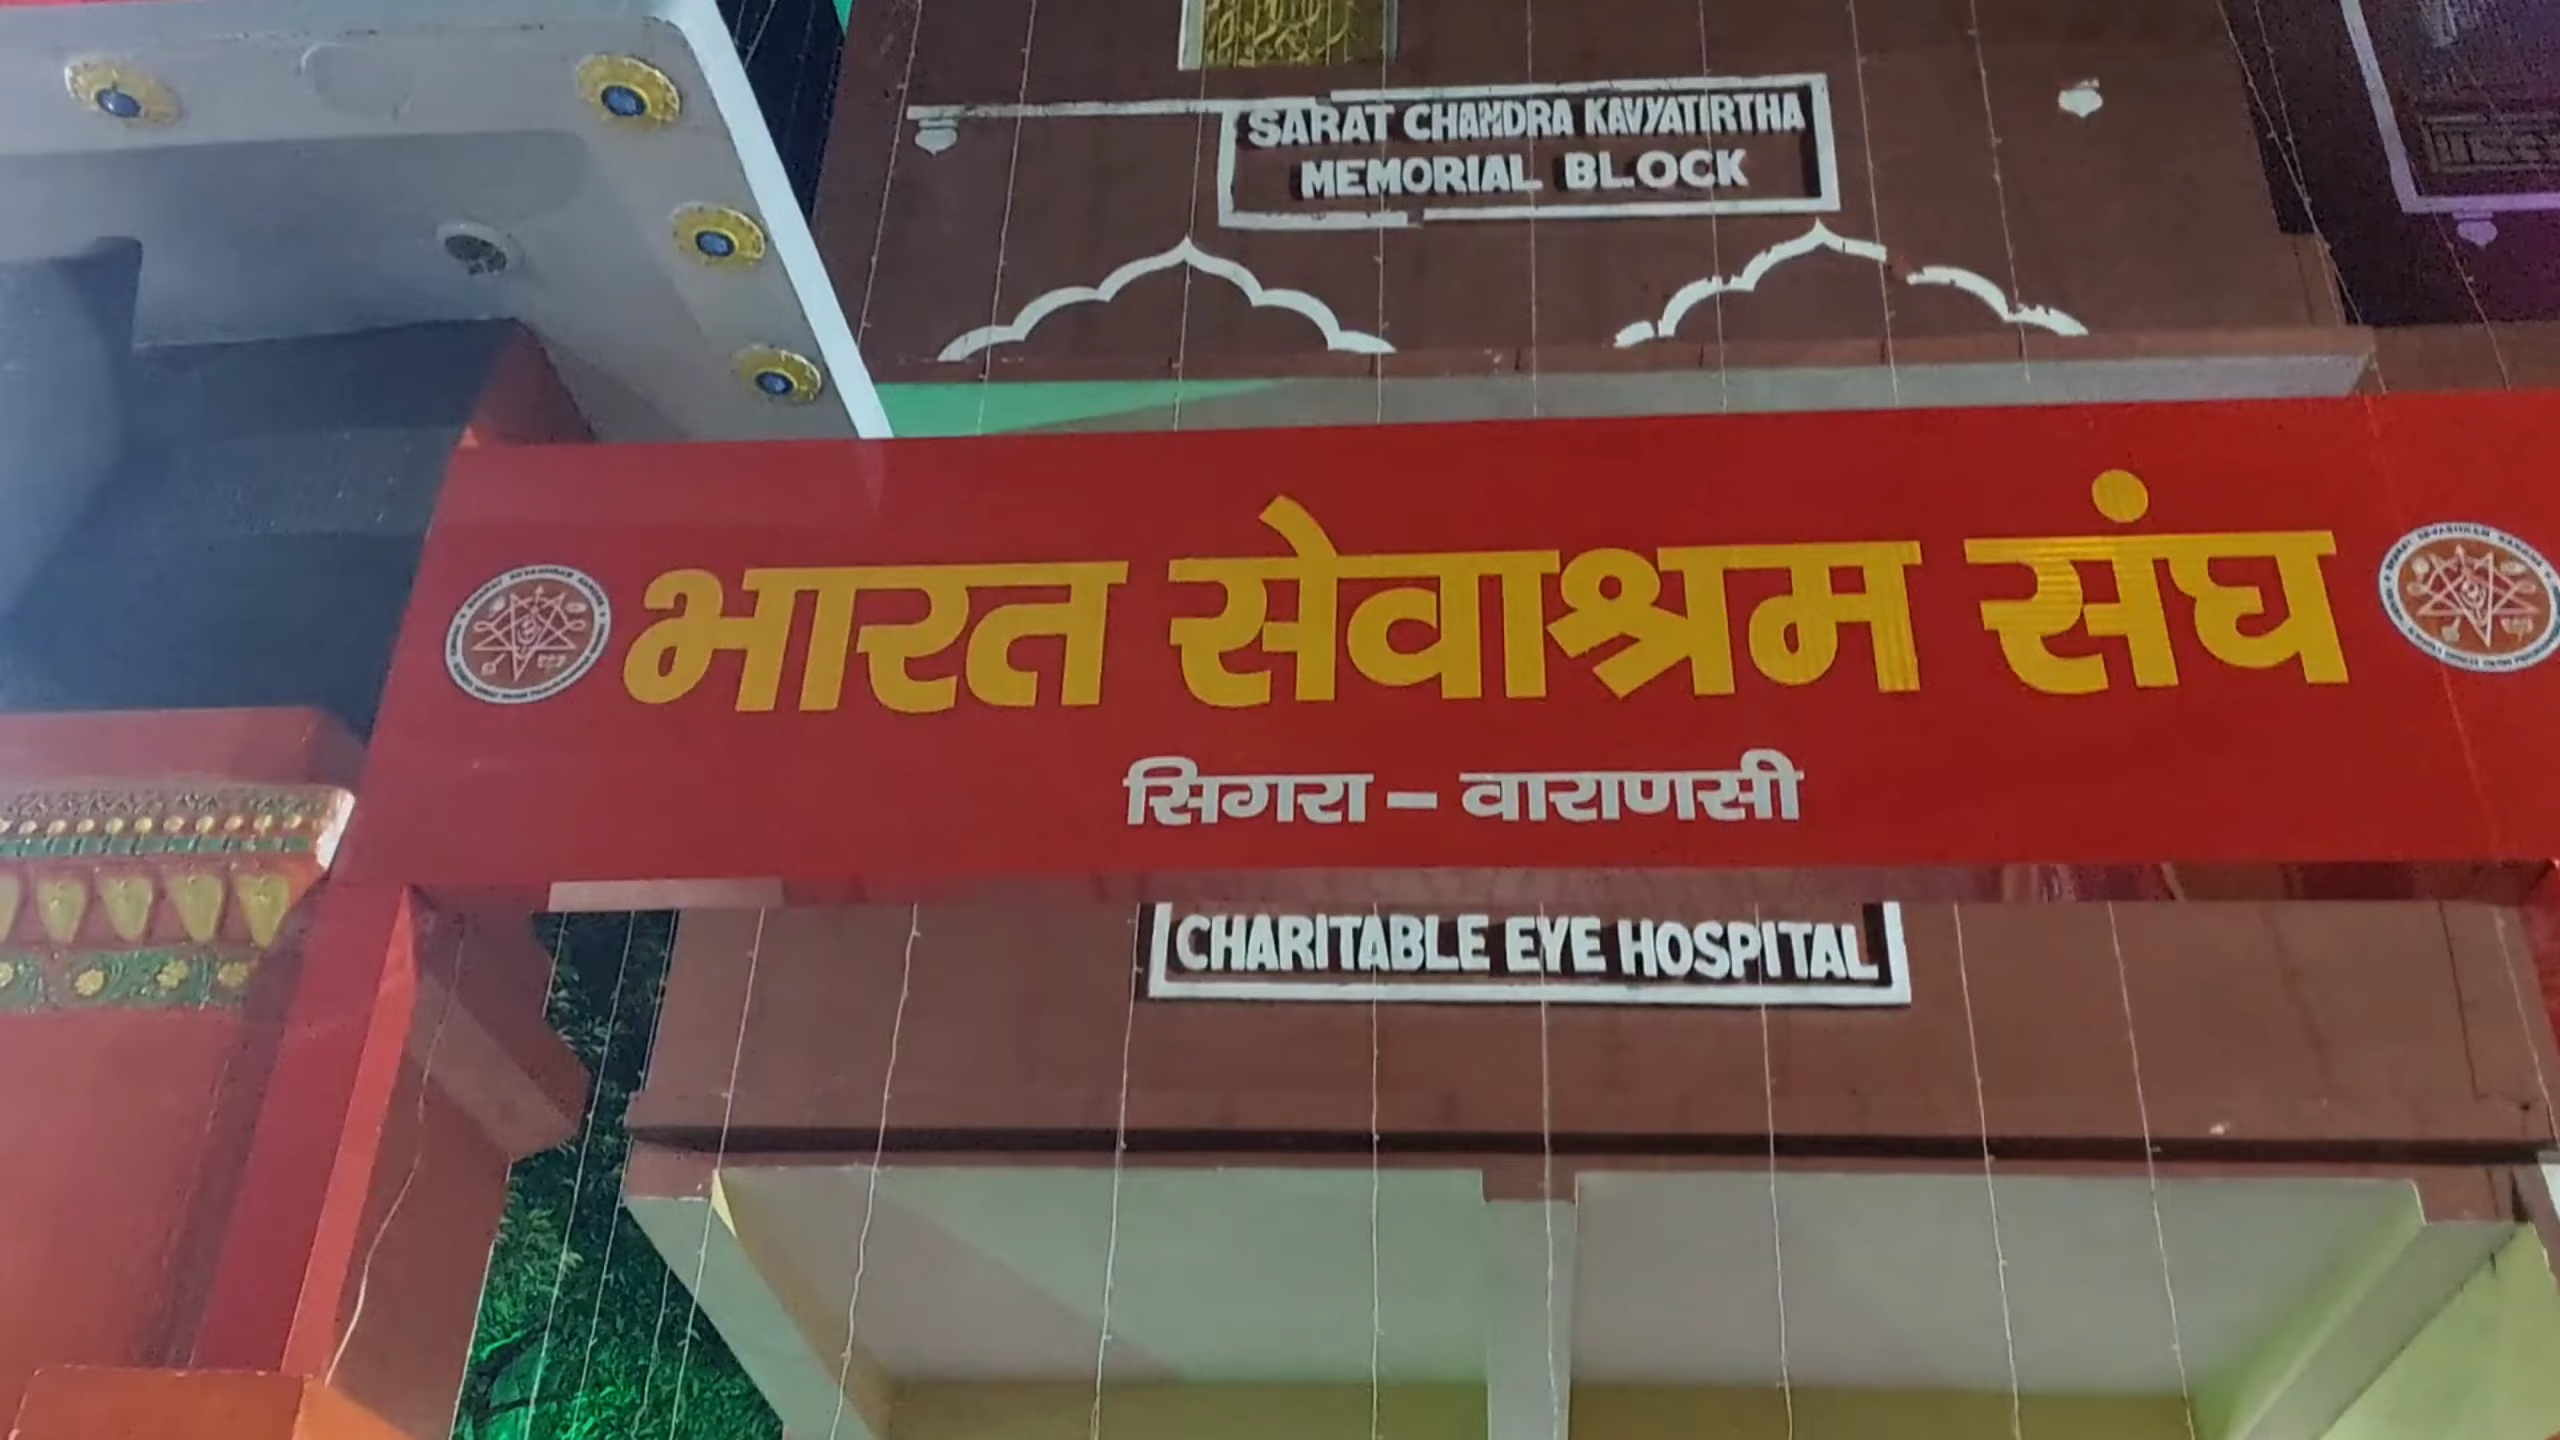 SARAT CHANDRA KAVYATIRTHA
MEMORIAL BLOCK
भारत सेवाश्रम संघ
सिगरा – वाराणसी
CHARITABLE EYE HOSPITAL